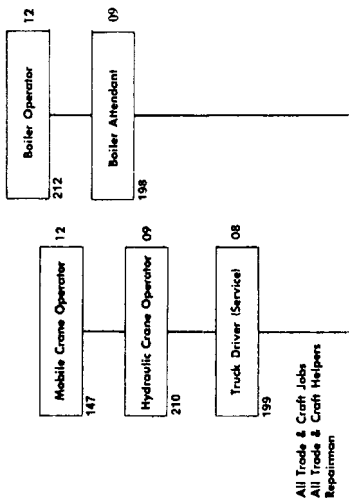 Boiler Operator 12
212
Boiler Attendant 09
198
Mobile Crane Operator 12
147
Hydraulic Crane Operator 09
210
Truck Driver (Service) 08
199
All Trade & Craft Jobs
All Trade & Craft Helpers
Repairman